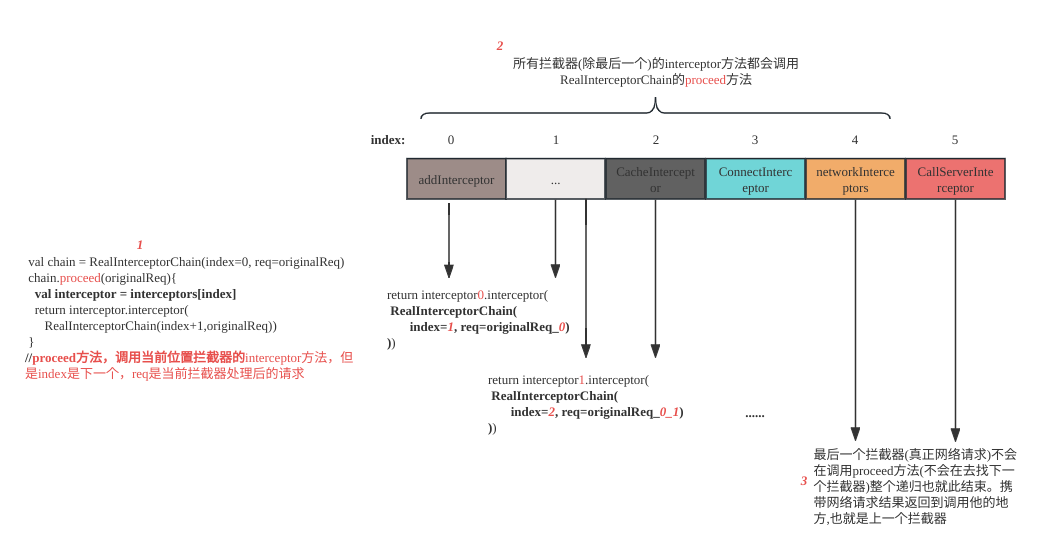 2
所有拦截器(除最后一个)的interceptor方法都会调用
RealInterceptorChain的proceed方法
index: 0 1 2 3 4 5
addInterceptor
...
CacheIntercept
or
ConnectInterc
eptor
networkInterce
ptors
CallServerInte
rceptor
1
val chain = RealInterceptorChain(index=0, req=originalReq)
chain.proceed(originalReq){
val interceptor = interceptors[index]
return interceptor.interceptor(
RealInterceptorChain(index+1,originalReq))
}
//proceed方法，调用当前位置拦截器的interceptor方法，但
是index是下一个，req是当前拦截器处理后的请求
return interceptor0.interceptor(
RealInterceptorChain(
index=1, req=originalReq_0)
))
return interceptor1.interceptor(
RealInterceptorChain(
index=2, req=originalReq_0_1)
))
......
3
最后一个拦截器(真正网络请求)不会
在调用proceed方法(不会在去找下一
个拦截器)整个递归也就此结束。携
带网络请求结果返回到调用他的地
方,也就是上一个拦截器